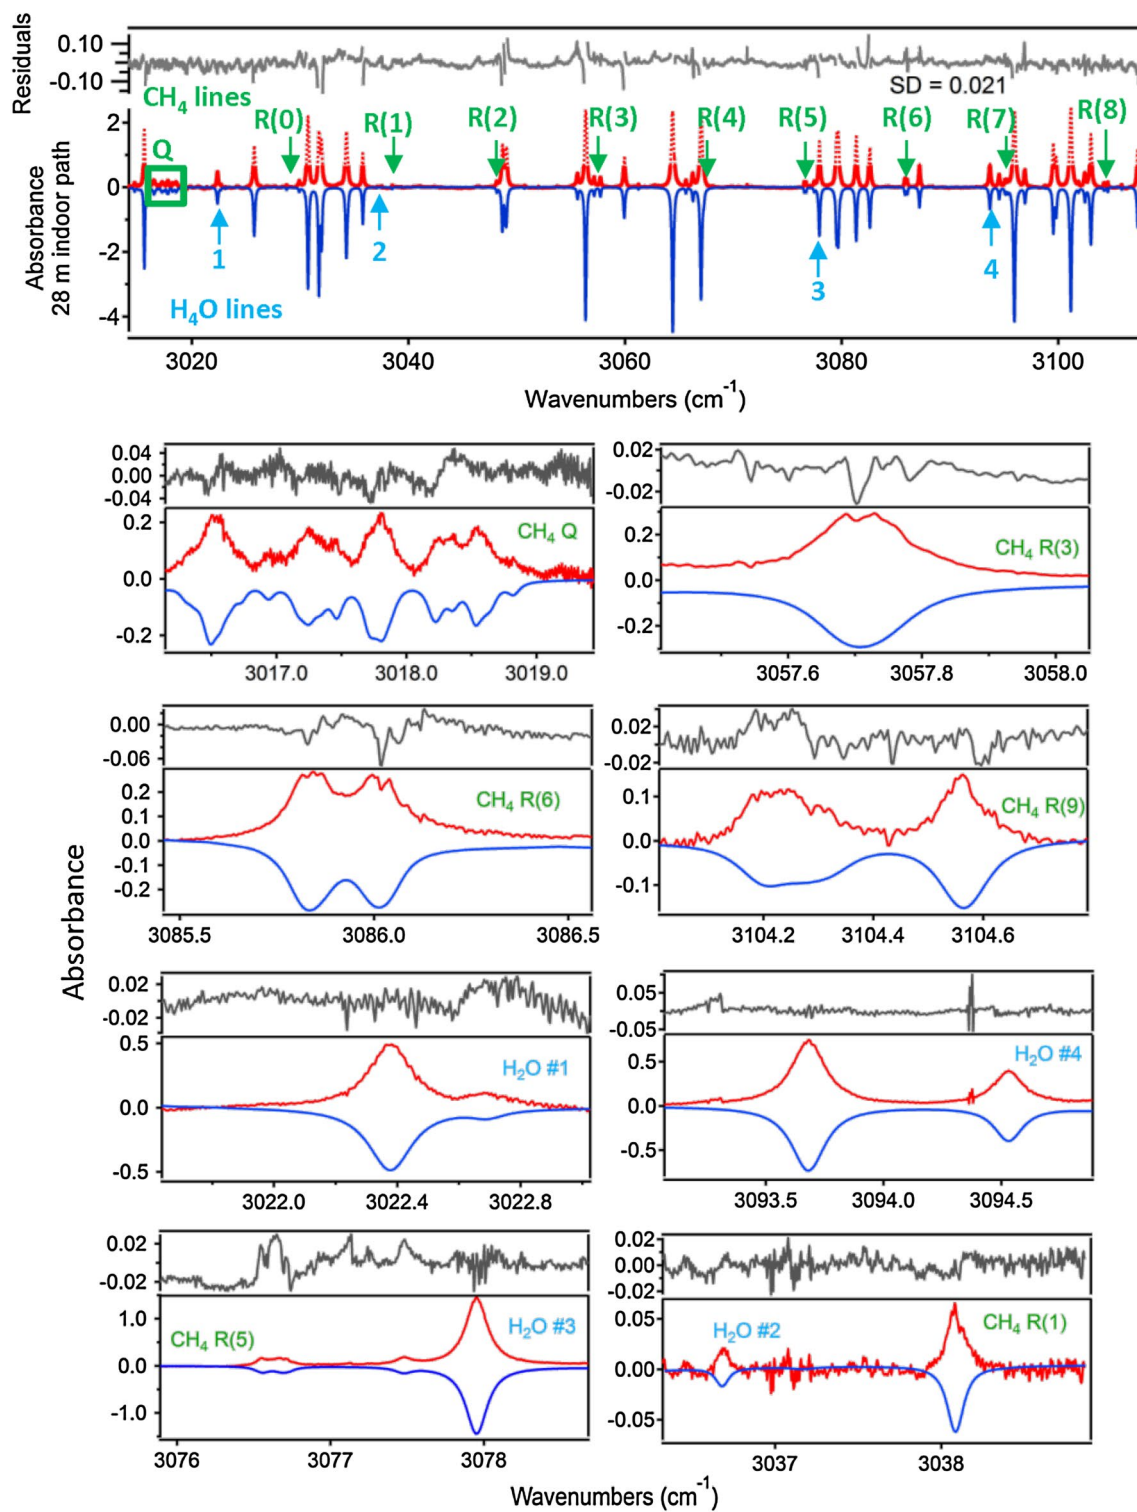 Residuals
0.10
-0.10
SD = 0.021
CH4 lines
Q
R(0)
R(1)
R(2)
R(3)
R(4)
R(5)
R(6)
R(7)
R(8)
Absorbance
28 m indoor path
2
0
-2
-4
1
2
3
4
H4O lines
3020
3040
3060
3080
3100
Wavenumbers (cm-1)
0.04
0.00
-0.04
0.2
0.0
-0.2
CH4 Q
3017.0
3018.0
3019.0
0.02
-0.02
0.2
0.0
-0.2
CH4 R(3)
3057.6
3057.8
3058.0
0.00
-0.06
0.2
0.1
0.0
-0.1
-0.2
CH4 R(6)
3085.5
3086.0
3086.5
0.02
-0.02
0.1
0.0
-0.1
CH4 R(9)
3104.2
3104.4
3104.6
Absorbance
0.02
-0.02
0.5
0.0
-0.5
H2O #1
3022.0
3022.4
3022.8
0.05
-0.05
0.5
0.0
-0.5
H2O #4
3093.5
3094.0
3094.5
0.02
-0.02
1.0
0.0
-1.0
CH4 R(5)
H2O #3
3076
3077
3078
0.02
0.00
-0.02
0.05
0.00
-0.05
H2O #2
CH4 R(1)
3037
3038
Wavenumbers (cm-1)